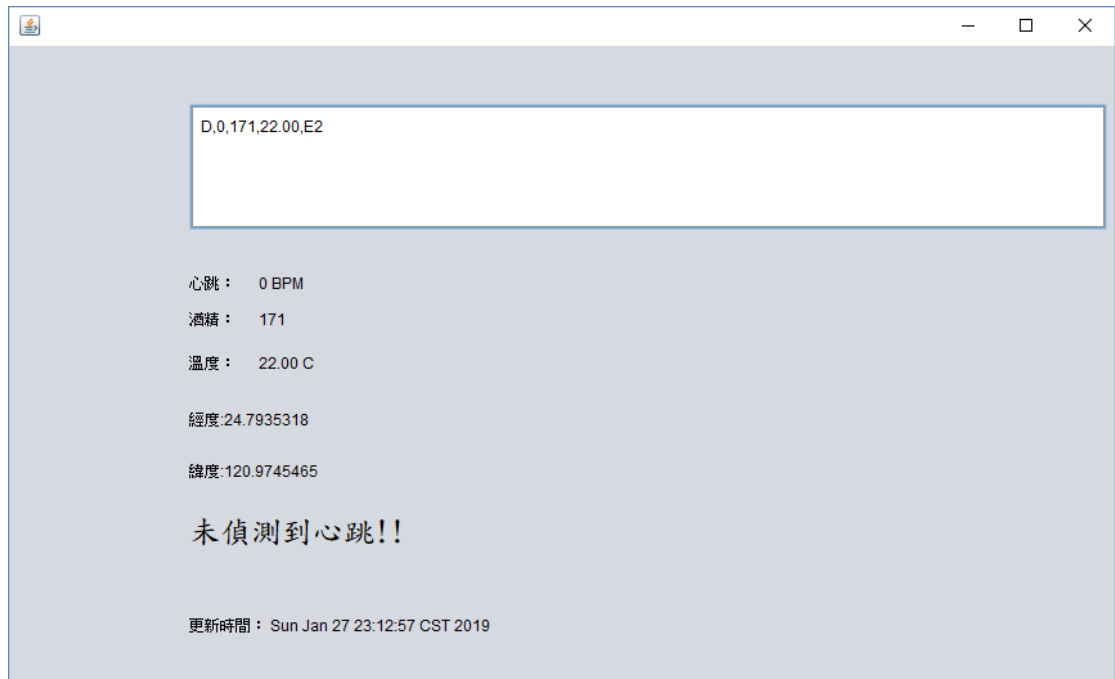 D,0,171,22.00,E2
心跳： 0 BPM
酒精： 171
溫度： 22.00 C
經度:24.7935318
緯度:120.9745465
未偵測到心跳!!
更新時間： Sun Jan 27 23:12:57 CST 2019